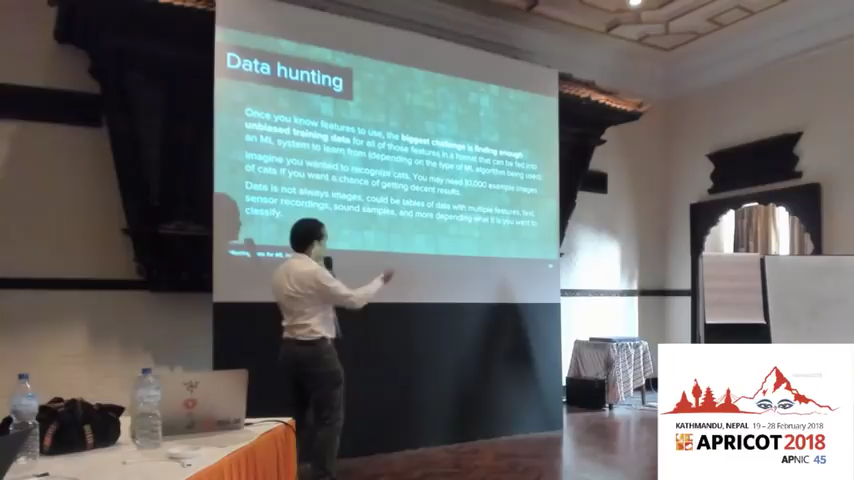 Data hunting
Once you know features to use, the biggest challenge is finding enough
unbiased training data for all of those features in a format that can be fed into
an ML system to learn from (depending on the type of ML algorithm being used)
Imagine you wanted to recognize cats. You may need 10,000 example images
of cats if you want a chance of getting decent results.
Data is not always images, could be tables of data with multiple features, text,
sensor recordings, sound samples, and more depending what it is you want to
classify.
KATHMANDU, NEPAL 19 – 28 February 2018
APRICOT 2018
APNIC 45